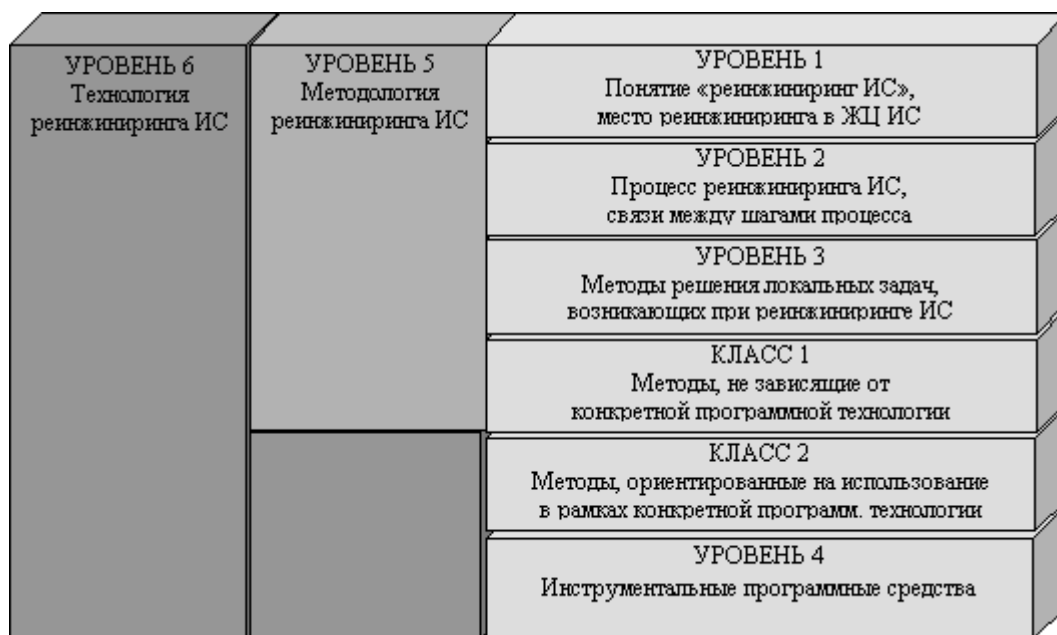 УРОВЕНЬ 6
Технология
реинжиниринга ИС
УРОВЕНЬ 5
Методология
реинжиниринга ИС
УРОВЕНЬ 1
Понятие «реинжиниринг ИС»,
место реинжиниринга в ЖЦ ИС
УРОВЕНЬ 2
Процесс реинжиниринга ИС,
связи между шагами процесса
УРОВЕНЬ 3
Методы решения локальных задач,
возникающих при реинжиниринге ИС
КЛАСС 1
Методы, не зависящие от
конкретной программной технологии
КЛАСС 2
Методы, ориентированные на использование
в рамках конкретной программ. технологии
УРОВЕНЬ 4
Инструментальные программные средства